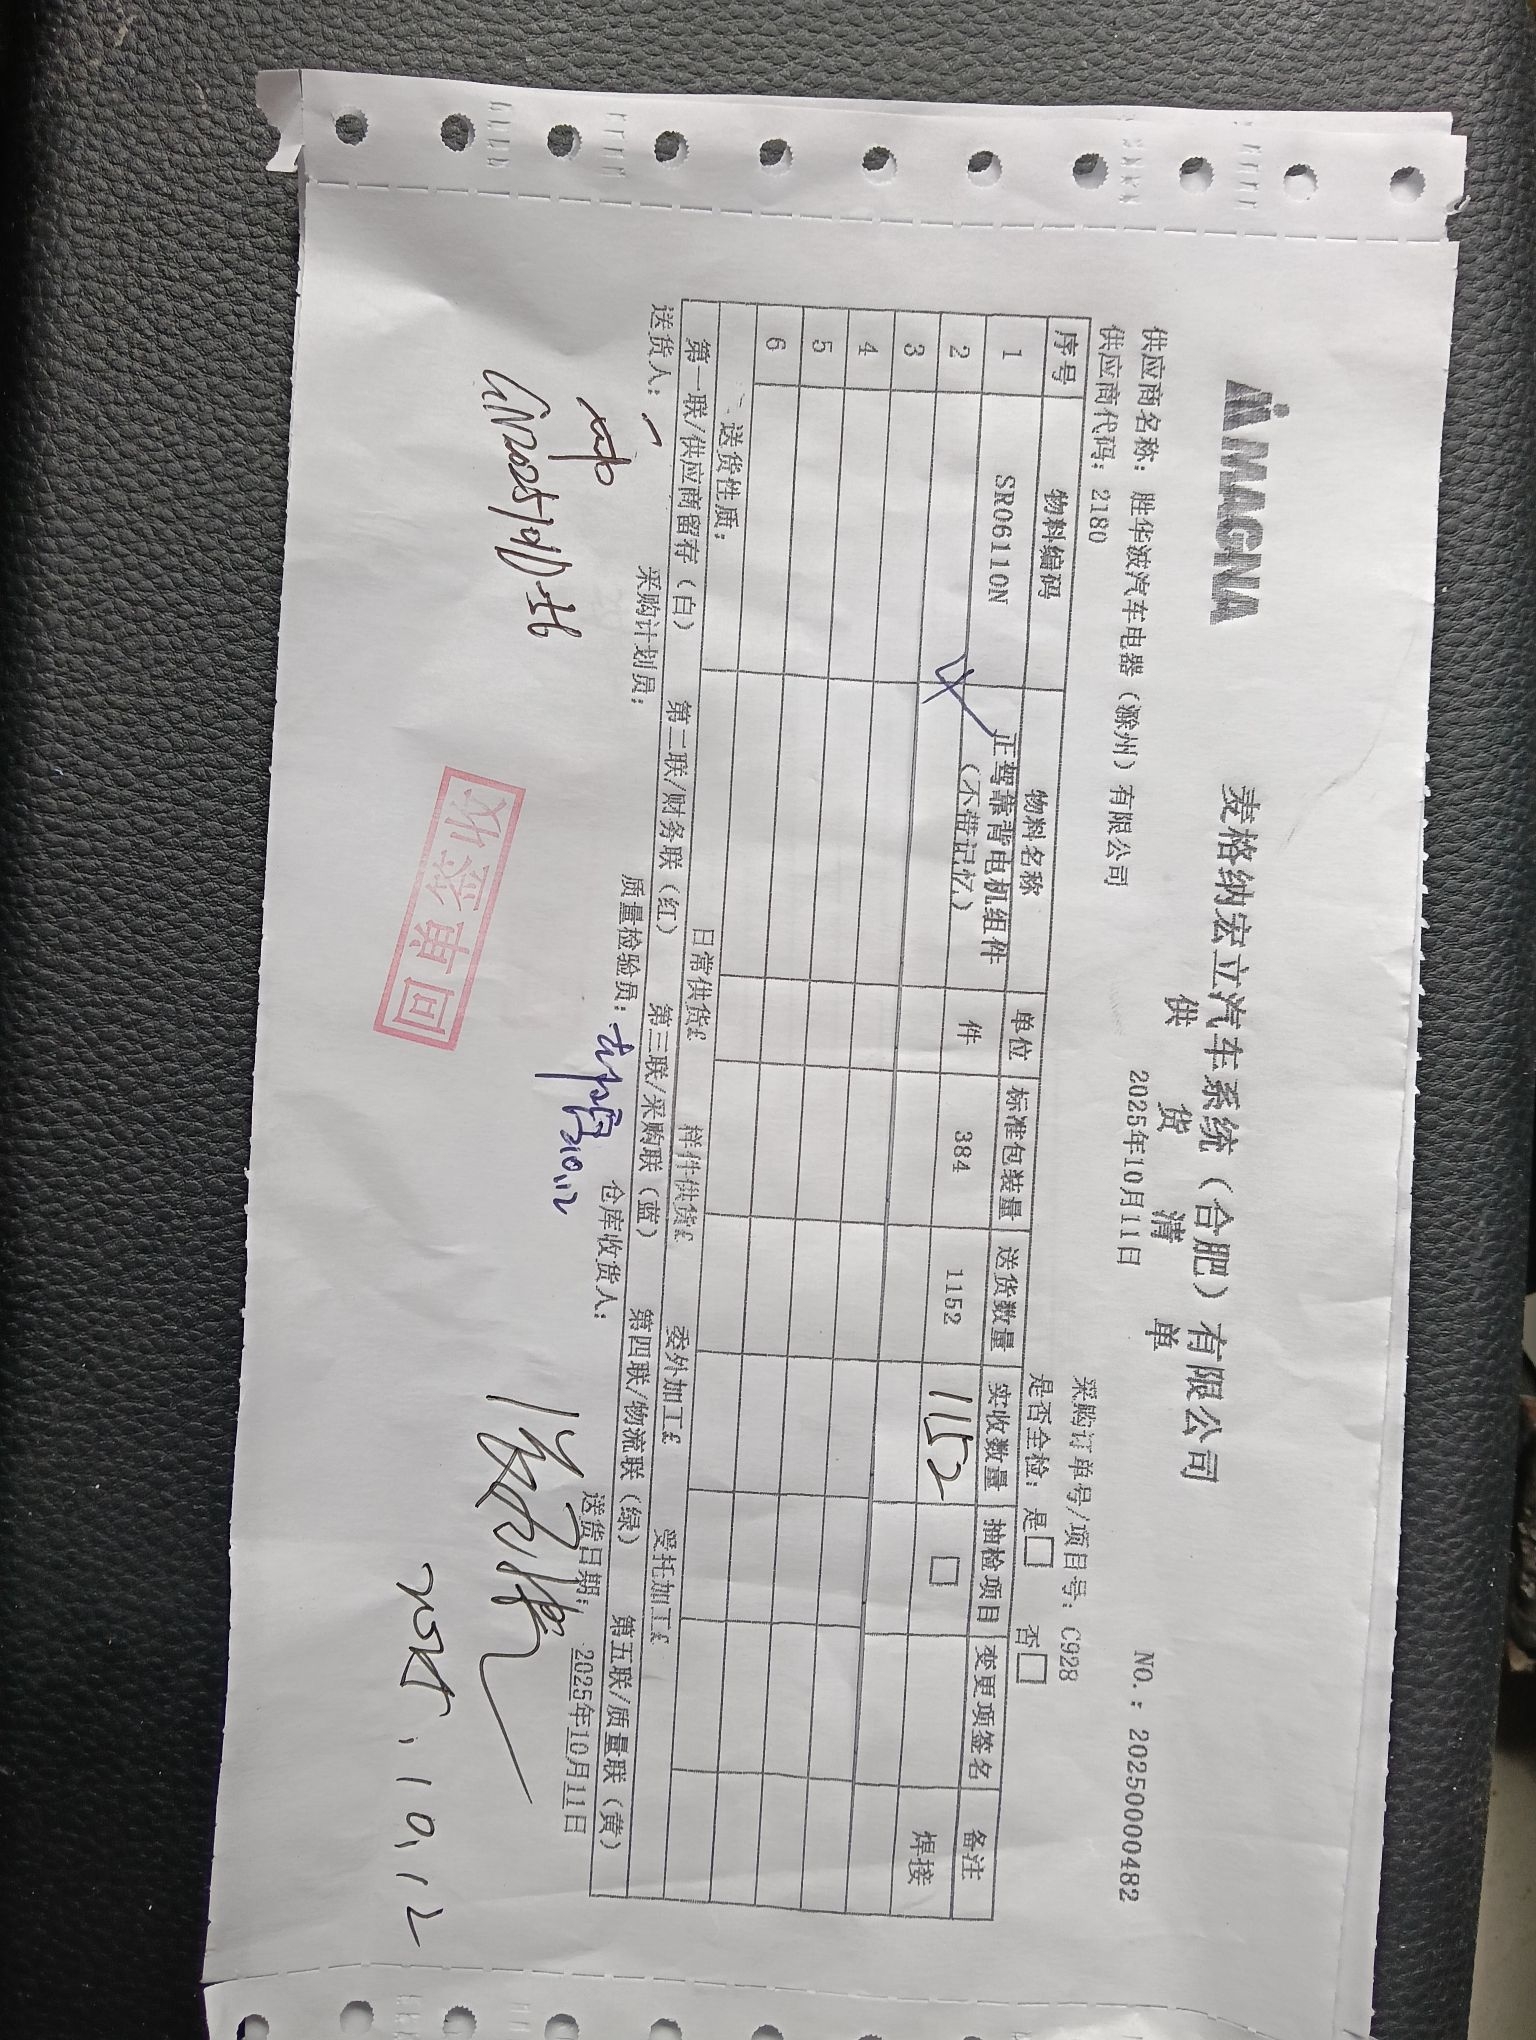 MAGNA
麦格纳宏立汽车系统（合肥）有限公司
供 货 清 单
NO.: 20250000482
供应商名称: 胜华波汽车电器（滁州）有限公司
2025年10月11日
采购订单号/项目号: C928
供应商代码: 2180
是否全检: 是□ 否□
序号 物料编码 物料名称 单位 标准包装量 送货数量 实收数量 抽检项目 变更项签名 备注
1 SR06110N 正驾靠背电机组件（不带记忆） 件 384 1152 1152 □ 焊接
2
3
4
5
6
送货性质: 日常供货£ 样件供货£ 委外加工£ 受托加工£
第一联/供应商留存（白） 第二联/财务联（红） 第三联/采购联（蓝） 第四联/物流联（绿） 第五联/质量联（黄）
送货人: 采购计划员: 质量检验员: 仓库收货人: 送货日期: 2025年10月11日
10.12
回单签收
2025.10.12